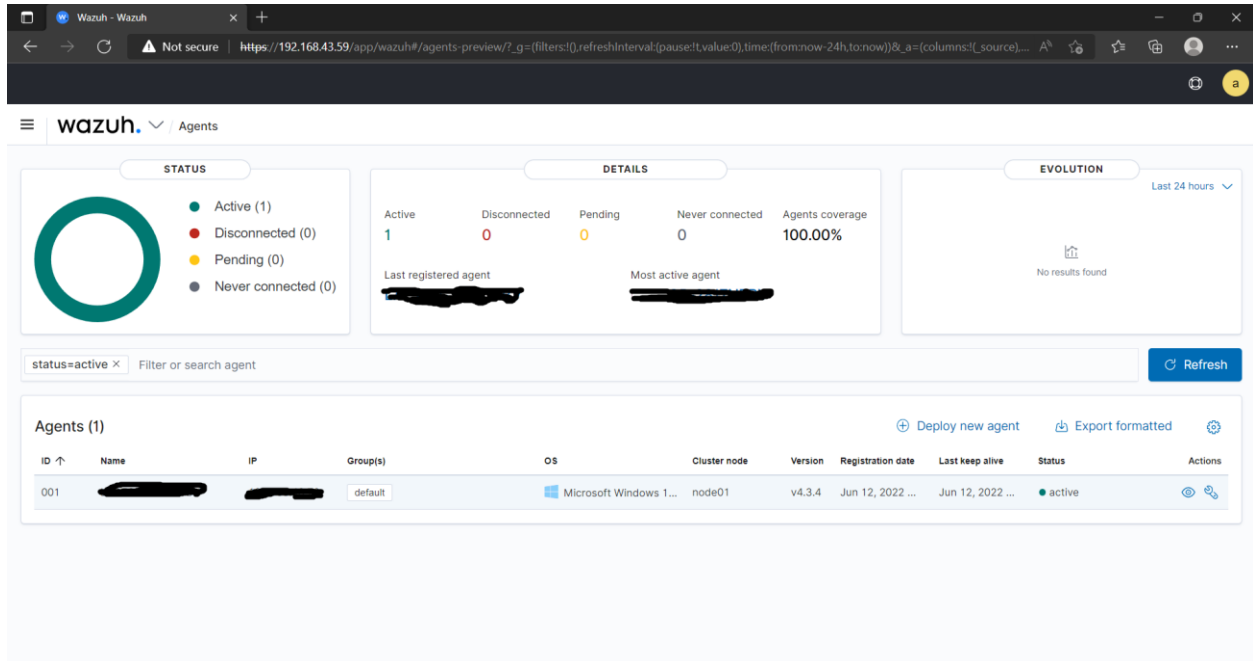 Wazuh - Wazuh
Not secure https://192.168.43.59/app/wazuh#/agents-preview/?_g=(filters:!(),refreshInterval:(pause:!t,value:0),time:(from:now-24h,to:now))&_a=(columns:!(_source),...
a
wazuh. / Agents
STATUS
Active (1)
Disconnected (0)
Pending (0)
Never connected (0)
DETAILS
Active Disconnected Pending Never connected Agents coverage
1 0 0 0 100.00%
Last registered agent Most active agent
EVOLUTION
Last 24 hours
No results found
status=active × Filter or search agent
Refresh
Agents (1) Deploy new agent Export formatted
ID ↑ Name IP Group(s) OS Cluster node Version Registration date Last keep alive Status Actions
001 default Microsoft Windows 1... node01 v4.3.4 Jun 12, 2022 ... Jun 12, 2022 ... active